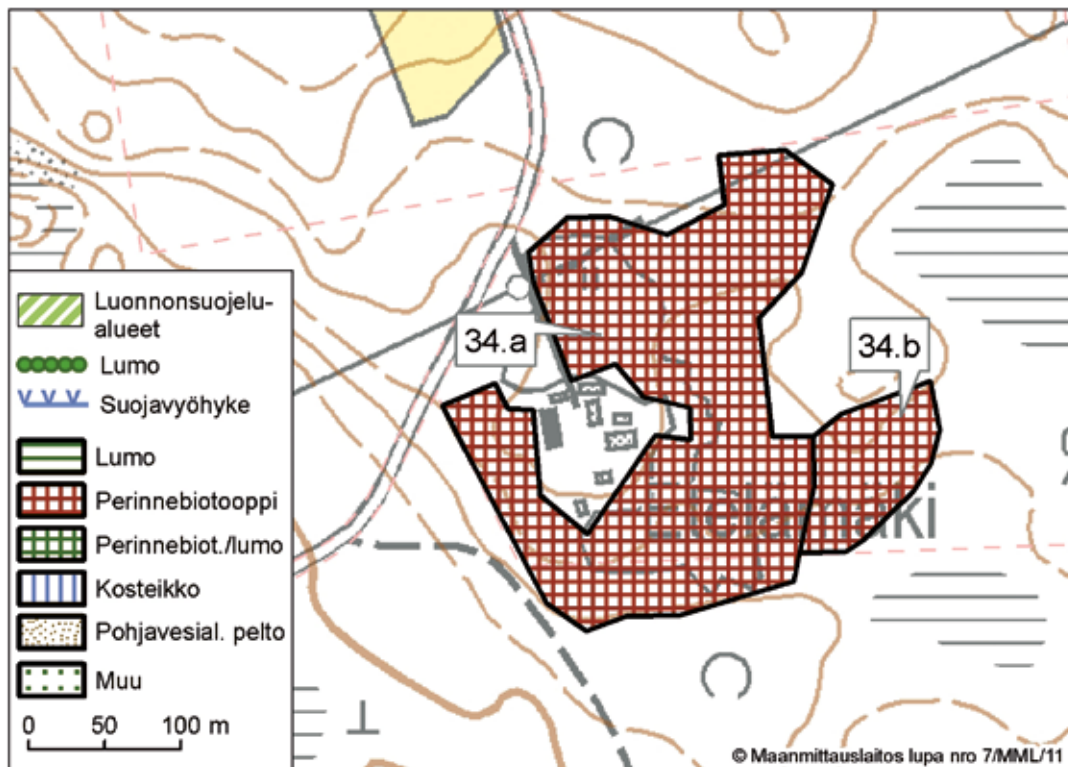 34.a
34.b
Etelämäki
Luonnonsuojelu-
alueet
Lumo
Suojavyöhyke
Lumo
Perinnebiotooppi
Perinnebiot./lumo
Kosteikko
Pohjavesial. pelto
Muu
0 50 100 m
© Maanmittauslaitos lupa nro 7/MML/11